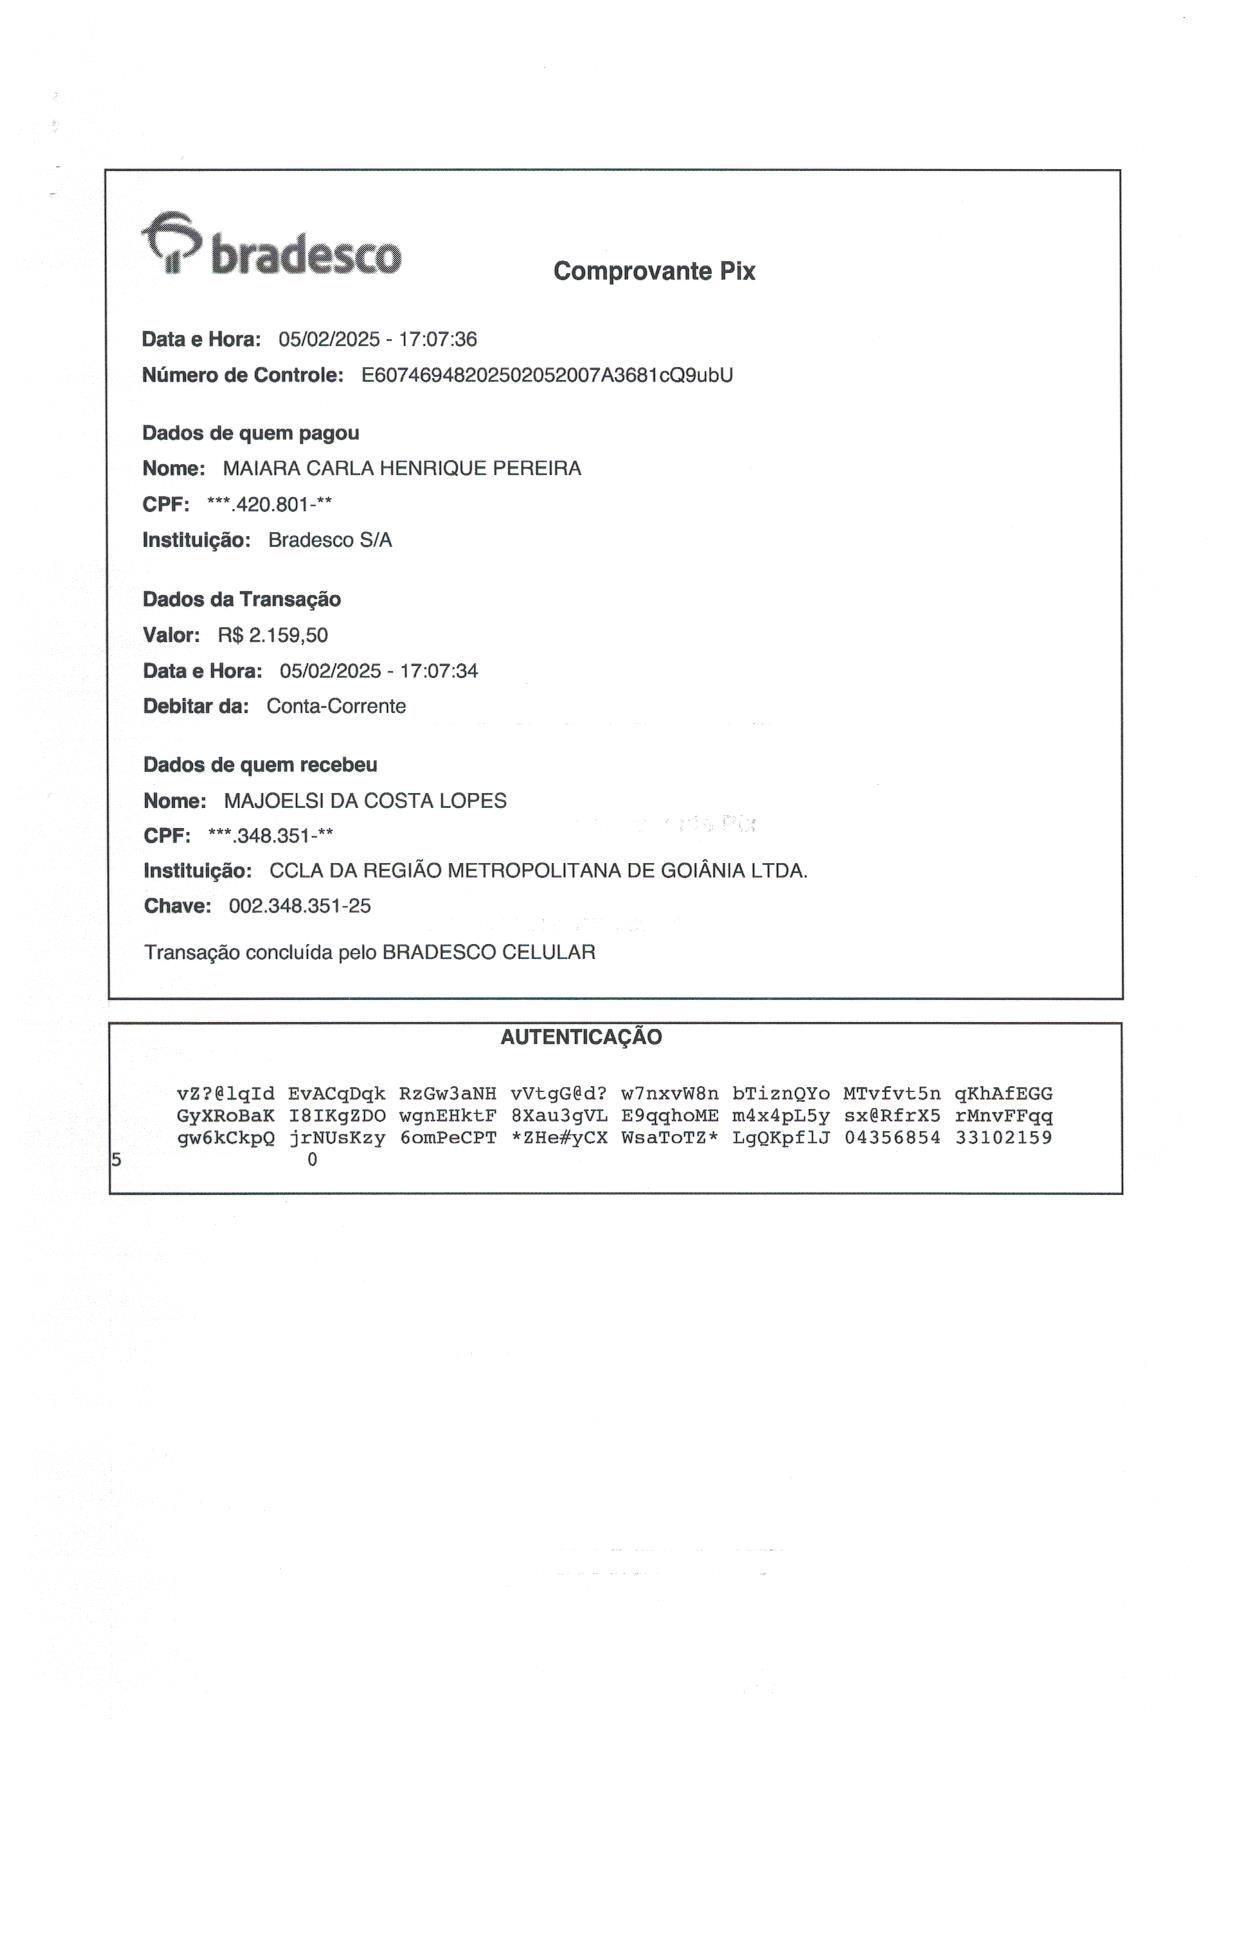 bradesco
Comprovante Pix
Data e Hora: 05/02/2025 - 17:07:36
Número de Controle: E60746948202502052007A3681cQ9ubU
Dados de quem pagou
Nome: MAIARA CARLA HENRIQUE PEREIRA
CPF: ***.420.801-**
Instituição: Bradesco S/A
Dados da Transação
Valor: R$ 2.159,50
Data e Hora: 05/02/2025 - 17:07:34
Debitar da: Conta-Corrente
Dados de quem recebeu
Nome: MAJOELSI DA COSTA LOPES
CPF: ***.348.351-**
Instituição: CCLA DA REGIÃO METROPOLITANA DE GOIÂNIA LTDA.
Chave: 002.348.351-25
Transação concluída pelo BRADESCO CELULAR
AUTENTICAÇÃO
vZ?@lqId EvACqDqk RzGw3aNH vVtgG@d? w7nxvW8n bTiznQYo MTvfvt5n qKhAfEGG
GyXRoBaK I8IKgZDO wgnEHktF 8Xau3gVL E9qqhoME m4x4pL5y sx@RfrX5 rMnvFFqq
gw6kCkpQ jrNUsKzy 6omPeCPT *ZHe#yCX WsaToTZ* LgQKpflJ 04356854 33102159
5 0